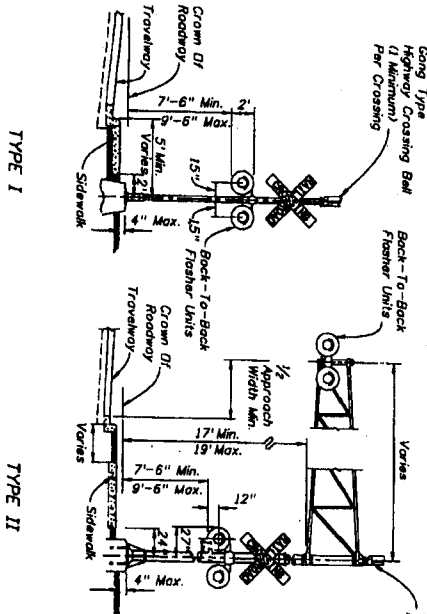 Gong Type
Highway Crossing Bell
(1 Minimum)
Per Crossing
Crown Of
Roadway
Travelway
7'-6" Min.
9'-6" Max.
2'
5' Min.
Varies
2'
15"
15"
Back-To-Back
Flasher Units
Sidewalk
4" Max.
TYPE I
Back-To-Back
Flasher Units
Varies
½
Approach
Width Min.
Crown Of
Roadway
Travelway
17' Min.
19' Max.
7'-6" Min.
9'-6" Max.
12"
15"
27"
24"
Varies
Sidewalk
4" Max.
TYPE II